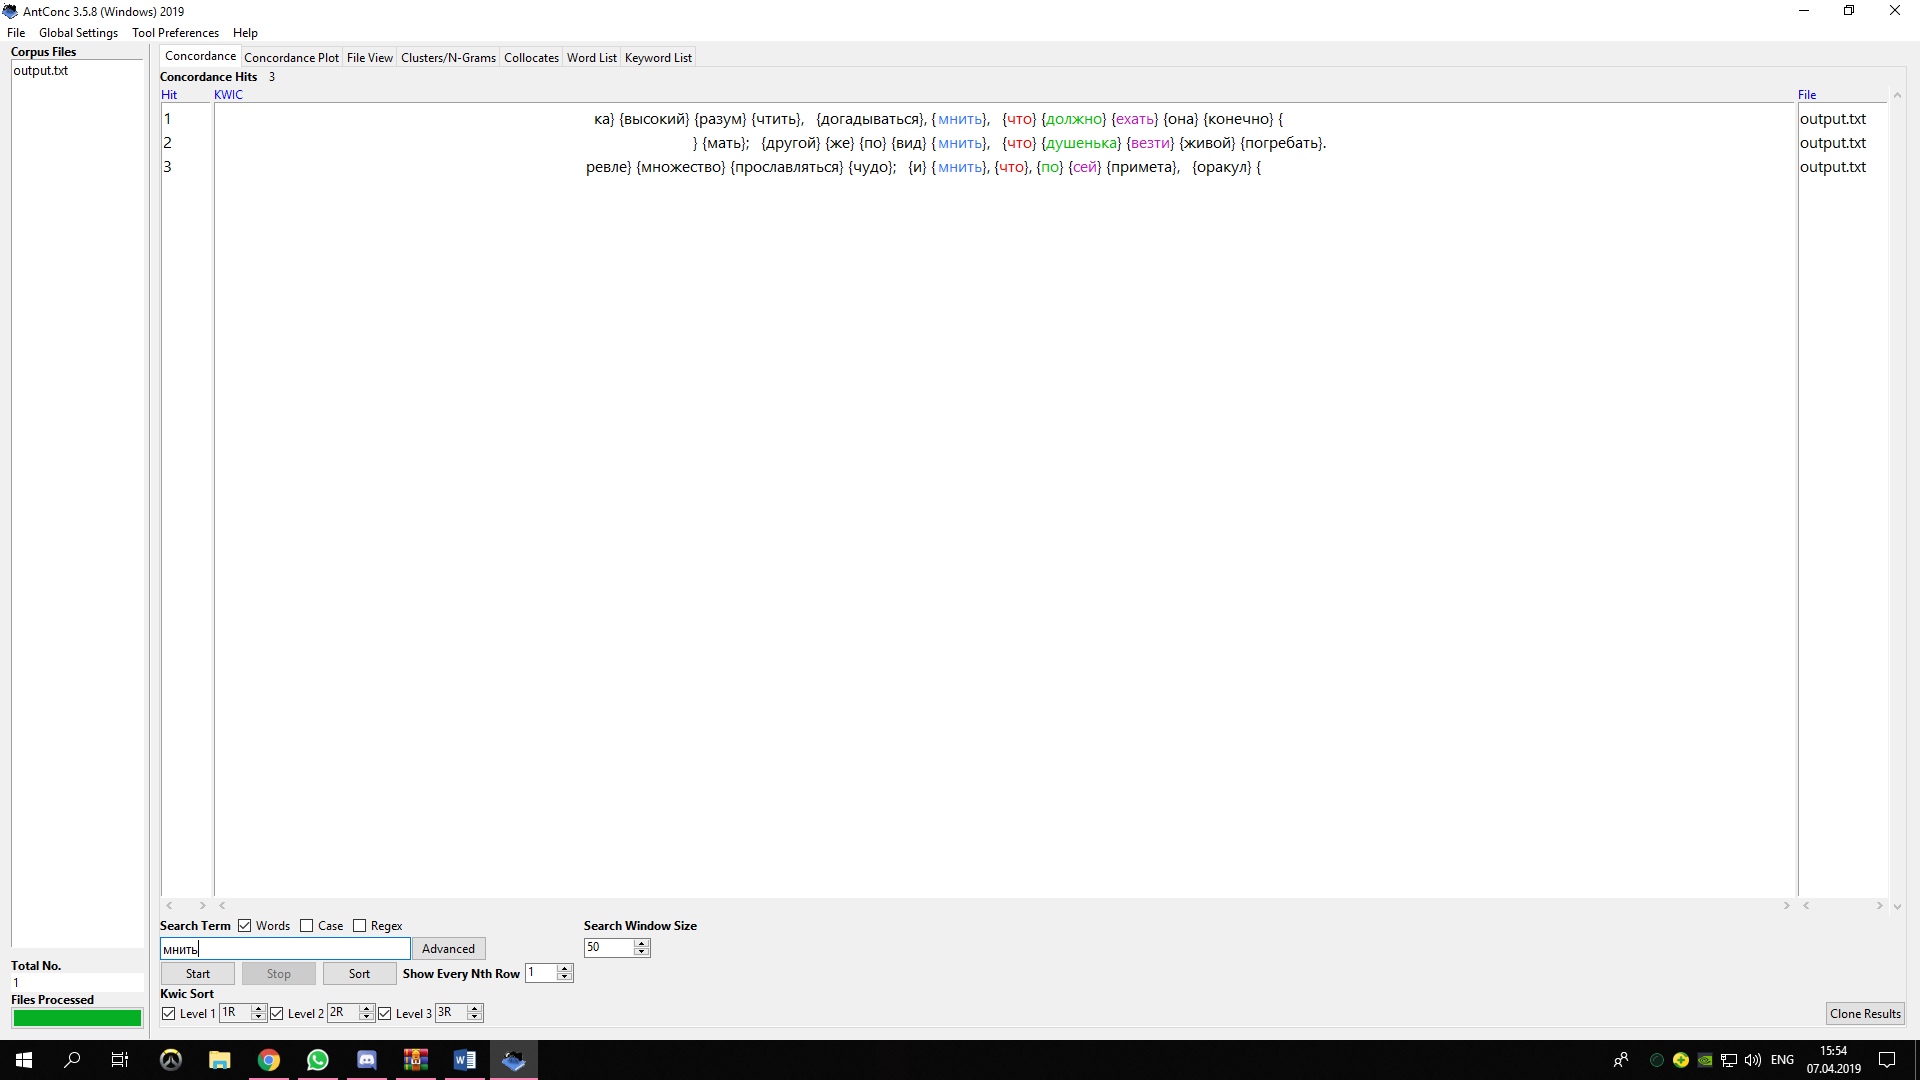 AntConc 3.5.8 (Windows) 2019
File Global Settings Tool Preferences Help
Corpus Files
output.txt
Concordance Concordance Plot File View Clusters/N-Grams Collocates Word List Keyword List
Concordance Hits 3
Hit KWIC File
1 ка} {высокий} {разум} {чтить}, {догадываться}, {мнить}, {что} {должно} {ехать} {она} {конечно} { output.txt
2 } {мать}; {другой} {же} {по} {вид} {мнить}, {что} {душенька} {везти} {живой} {погребать}. output.txt
3 ревле} {множество} {прославляться} {чудо}; {и} {мнить}, {что}, {по} {сей} {примета}, {оракул} { output.txt
Search Term Words Case Regex Search Window Size
мнить Advanced 50
Start Stop Sort Show Every Nth Row 1
Kwic Sort
Level 1 1R Level 2 2R Level 3 3R Clone Results
Total No.
1
Files Processed
ENG 15:54
07.04.2019